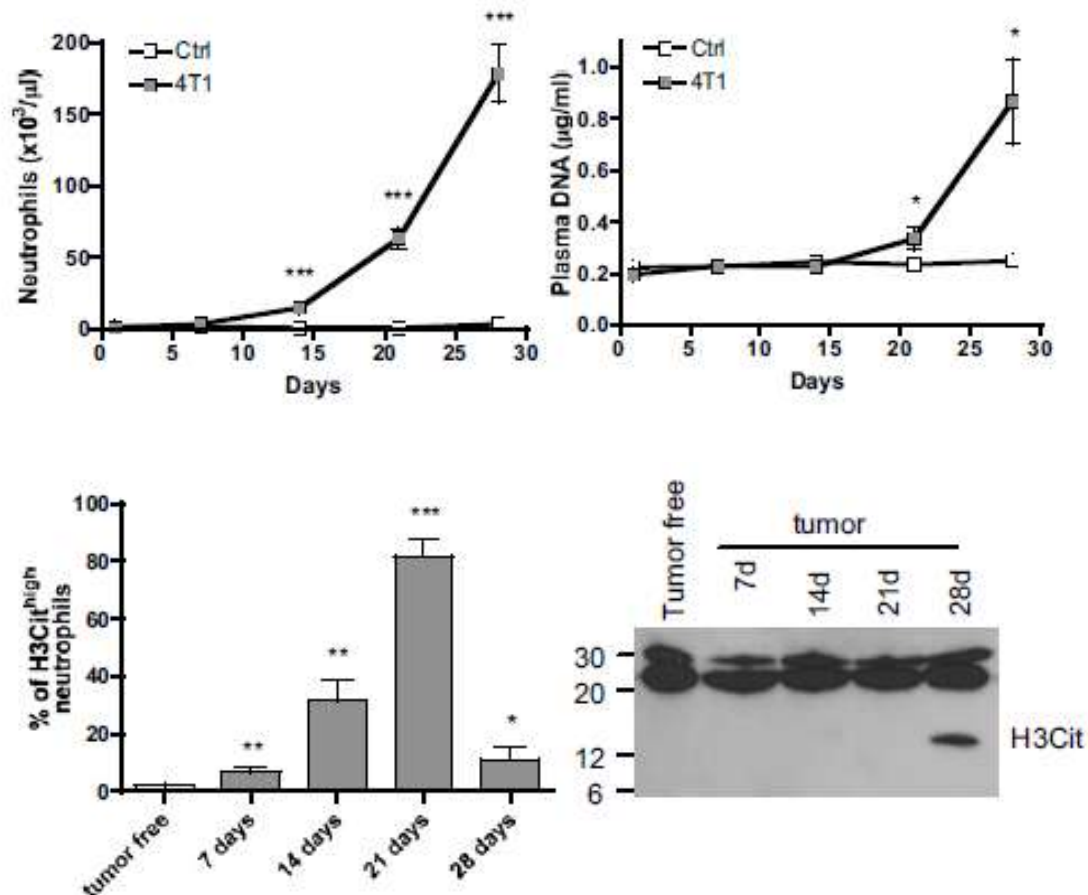 ***
200
Ctrl
4T1
150
***
100
50
***
0
0 5 10 15 20 25 30
Days
Neutrophils (x10³/µl)
*
Ctrl
1.0
4T1
0.8
0.6
*
0.4
0.2
0.0
0 5 10 15 20 25 30
Days
Plasma DNA (µg/ml)
100
***
80
60
**
40
20
**
*
0
tumor free
7 days
14 days
21 days
28 days
% of H3Cit^high
neutrophils
Tumor free
tumor
7d
14d
21d
28d
30
20
12
6
H3Cit